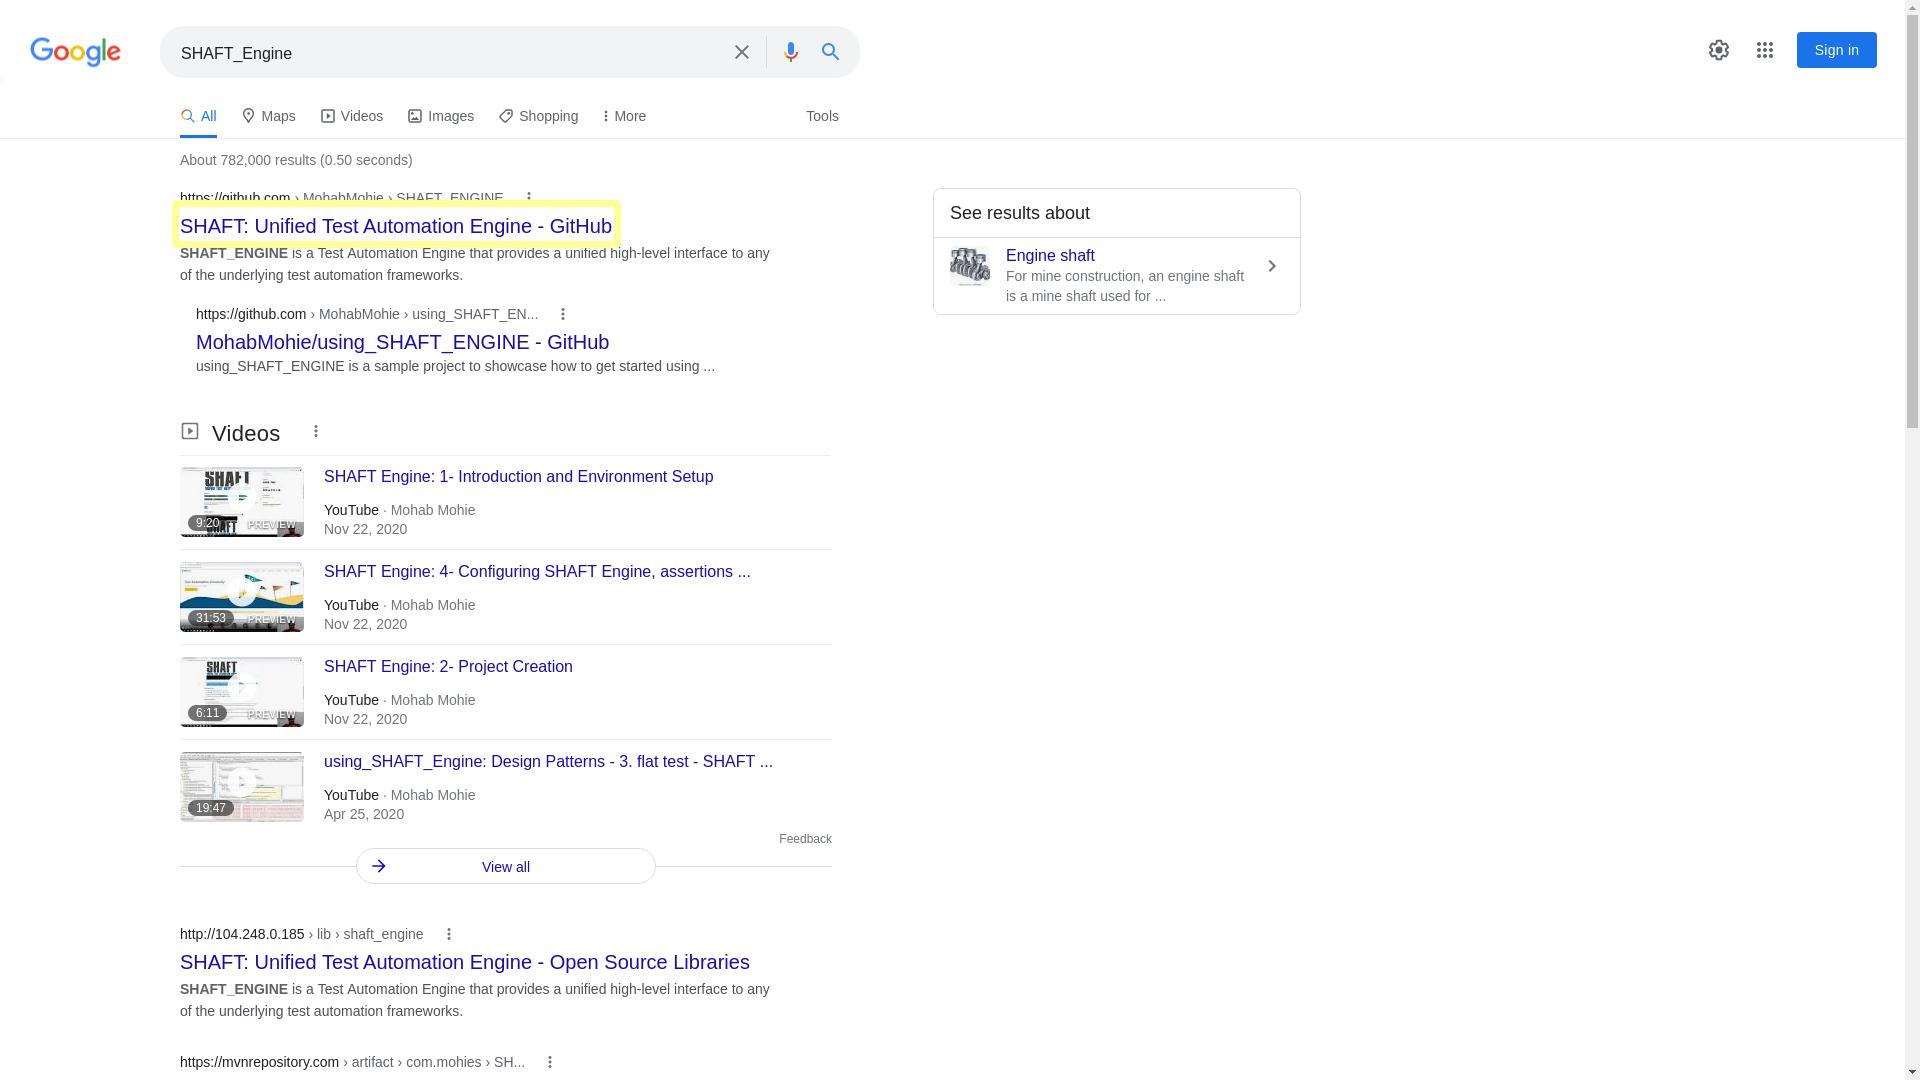 Google
SHAFT_Engine
Sign in
All
Maps
Videos
Images
Shopping
More
Tools
About 782,000 results (0.50 seconds)
https://github.com › MohabMohie › SHAFT_ENGINE
SHAFT: Unified Test Automation Engine - GitHub
SHAFT_ENGINE is a Test Automation Engine that provides a unified high-level interface to any
of the underlying test automation frameworks.
https://github.com › MohabMohie › using_SHAFT_EN...
MohabMohie/using_SHAFT_ENGINE - GitHub
using_SHAFT_ENGINE is a sample project to showcase how to get started using ...
See results about
Engine shaft
For mine construction, an engine shaft
is a mine shaft used for ...
Videos
SHAFT
9:20
PREVIEW
SHAFT Engine: 1- Introduction and Environment Setup
YouTube · Mohab Mohie
Nov 22, 2020
31:53
PREVIEW
SHAFT Engine: 4- Configuring SHAFT Engine, assertions ...
YouTube · Mohab Mohie
Nov 22, 2020
SHAFT
6:11
PREVIEW
SHAFT Engine: 2- Project Creation
YouTube · Mohab Mohie
Nov 22, 2020
19:47
using_SHAFT_Engine: Design Patterns - 3. flat test - SHAFT ...
YouTube · Mohab Mohie
Apr 25, 2020
Feedback
View all
http://104.248.0.185 › lib › shaft_engine
SHAFT: Unified Test Automation Engine - Open Source Libraries
SHAFT_ENGINE is a Test Automation Engine that provides a unified high-level interface to any
of the underlying test automation frameworks.
https://mvnrepository.com › artifact › com.mohies › SH...